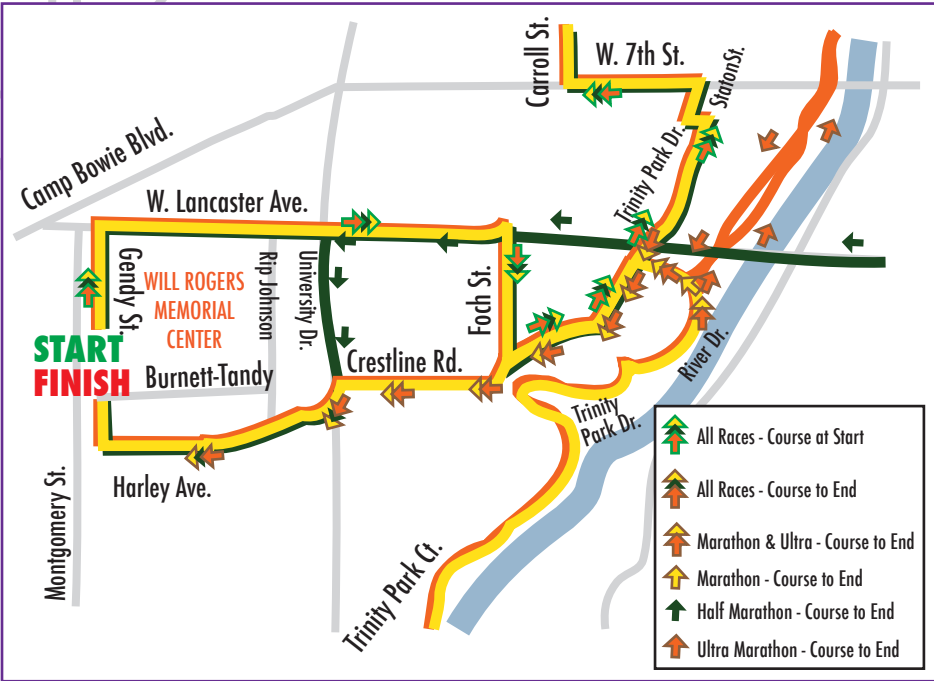 Carroll St.
W. 7th St.
StatonSt.
Camp Bowie Blvd.
Trinity Park Dr.
W. Lancaster Ave.
Gendy St.
WILL ROGERS
MEMORIAL
CENTER
Rip Johnson
University Dr.
Foch St.
START
FINISH
Burnett-Tandy
Crestline Rd.
River Dr.
Trinity
Park Dr.
Harley Ave.
Montgomery St.
Trinity Park Ct.
All Races - Course at Start
All Races - Course to End
Marathon & Ultra - Course to End
Marathon - Course to End
Half Marathon - Course to End
Ultra Marathon - Course to End